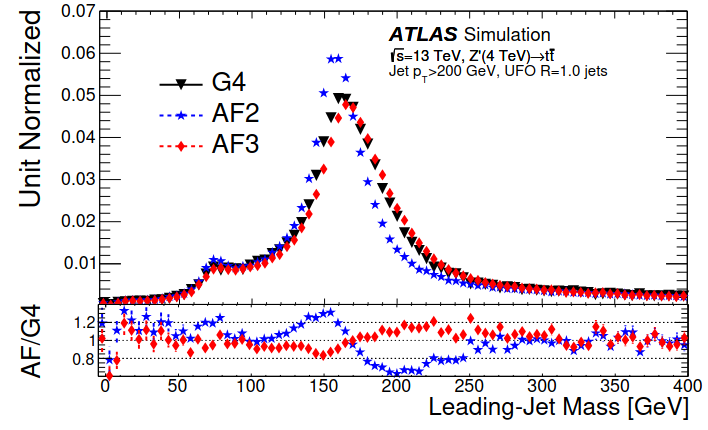 0.07
ATLAS Simulation
√s=13 TeV, Z'(4 TeV)→tt̄
Jet pT>200 GeV, UFO R=1.0 jets
0.06
G4
AF2
AF3
0.05
0.04
0.03
0.02
0.01
Unit Normalized
1.2
1
0.8
AF/G4
0 50 100 150 200 250 300 350 400
Leading-Jet Mass [GeV]